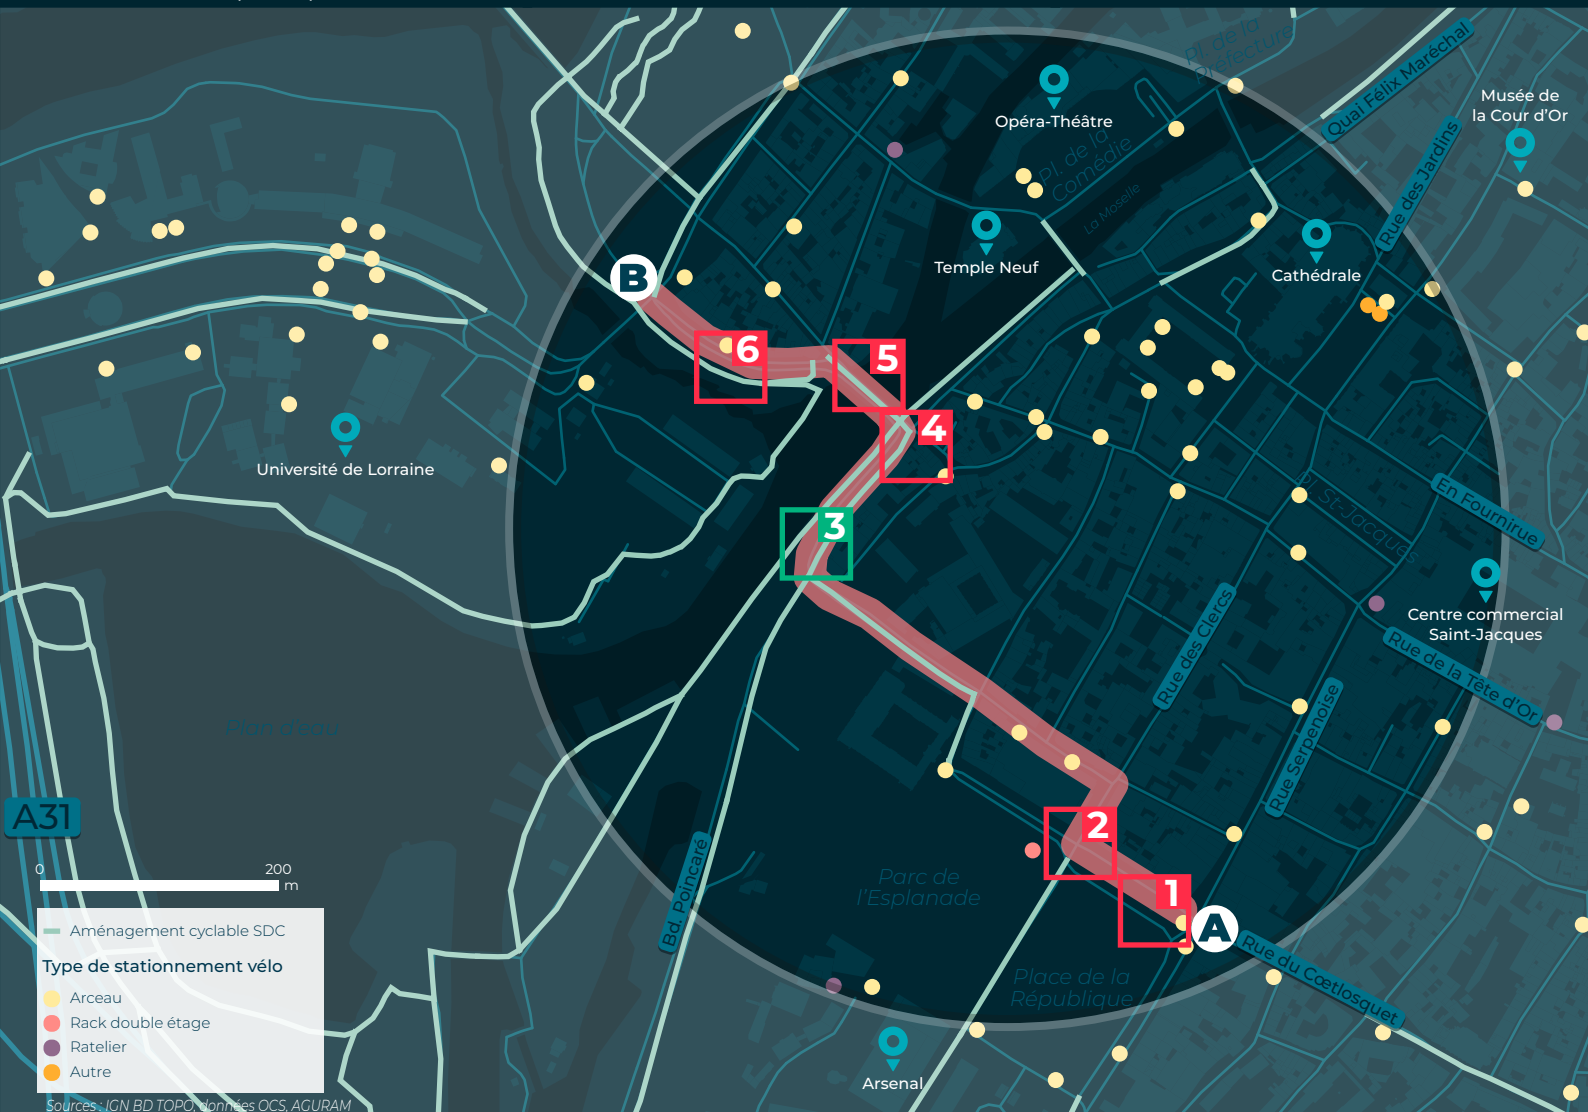 Pl. de la
Préfecture
Quai Félix Maréchal
Musée de
la Cour d'Or
Opéra-Théâtre
Pl. de la
Comédie
Rue des Jardins
La Moselle
Temple Neuf
Cathédrale
B
6
5
4
3
2
1
A
Université de Lorraine
Pl. St-Jacques
En Fournirue
Centre commercial
Saint-Jacques
Rue des Clercs
Rue de la Tête d'Or
Rue Serpenoise
Plan d'eau
A31
Bd. Poincaré
Parc de
l'Esplanade
Place de la
République
Rue du Cœtlosquet
Arsenal
0
200
m
Aménagement cyclable SDC
Type de stationnement vélo
Arceau
Rack double étage
Ratelier
Autre
Sources : IGN BD TOPO, données OCS, AGURAM